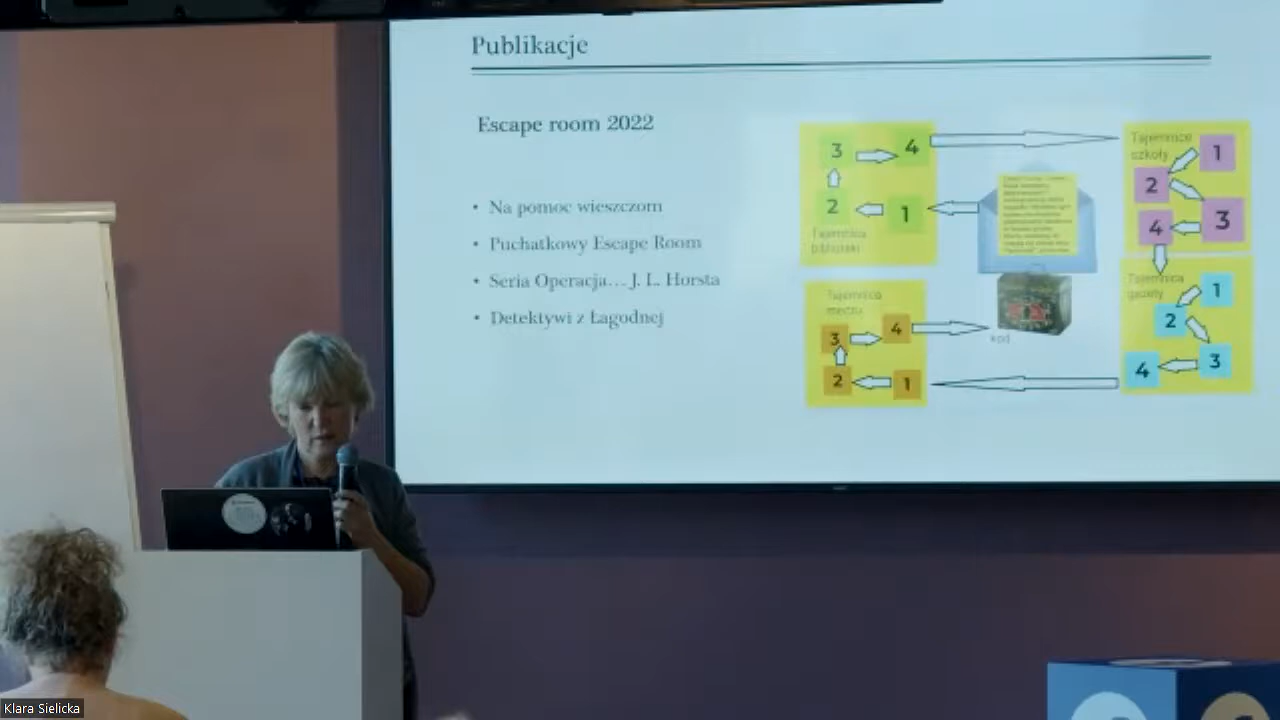 Publikacje
Escape room 2022
• Na pomoc wieszczom
• Puchatkowy Escape Room
• Seria Operacja... J. L. Horsta
• Detektywi z Łagodnej
3
4
2
1
Tajemnica
Tajemnice
szkoły
1
2
3
4
Tajemnica
gazety
1
2
3
4
Tajemnica
meczu
3
4
2
1
kod
Klara Sielicka